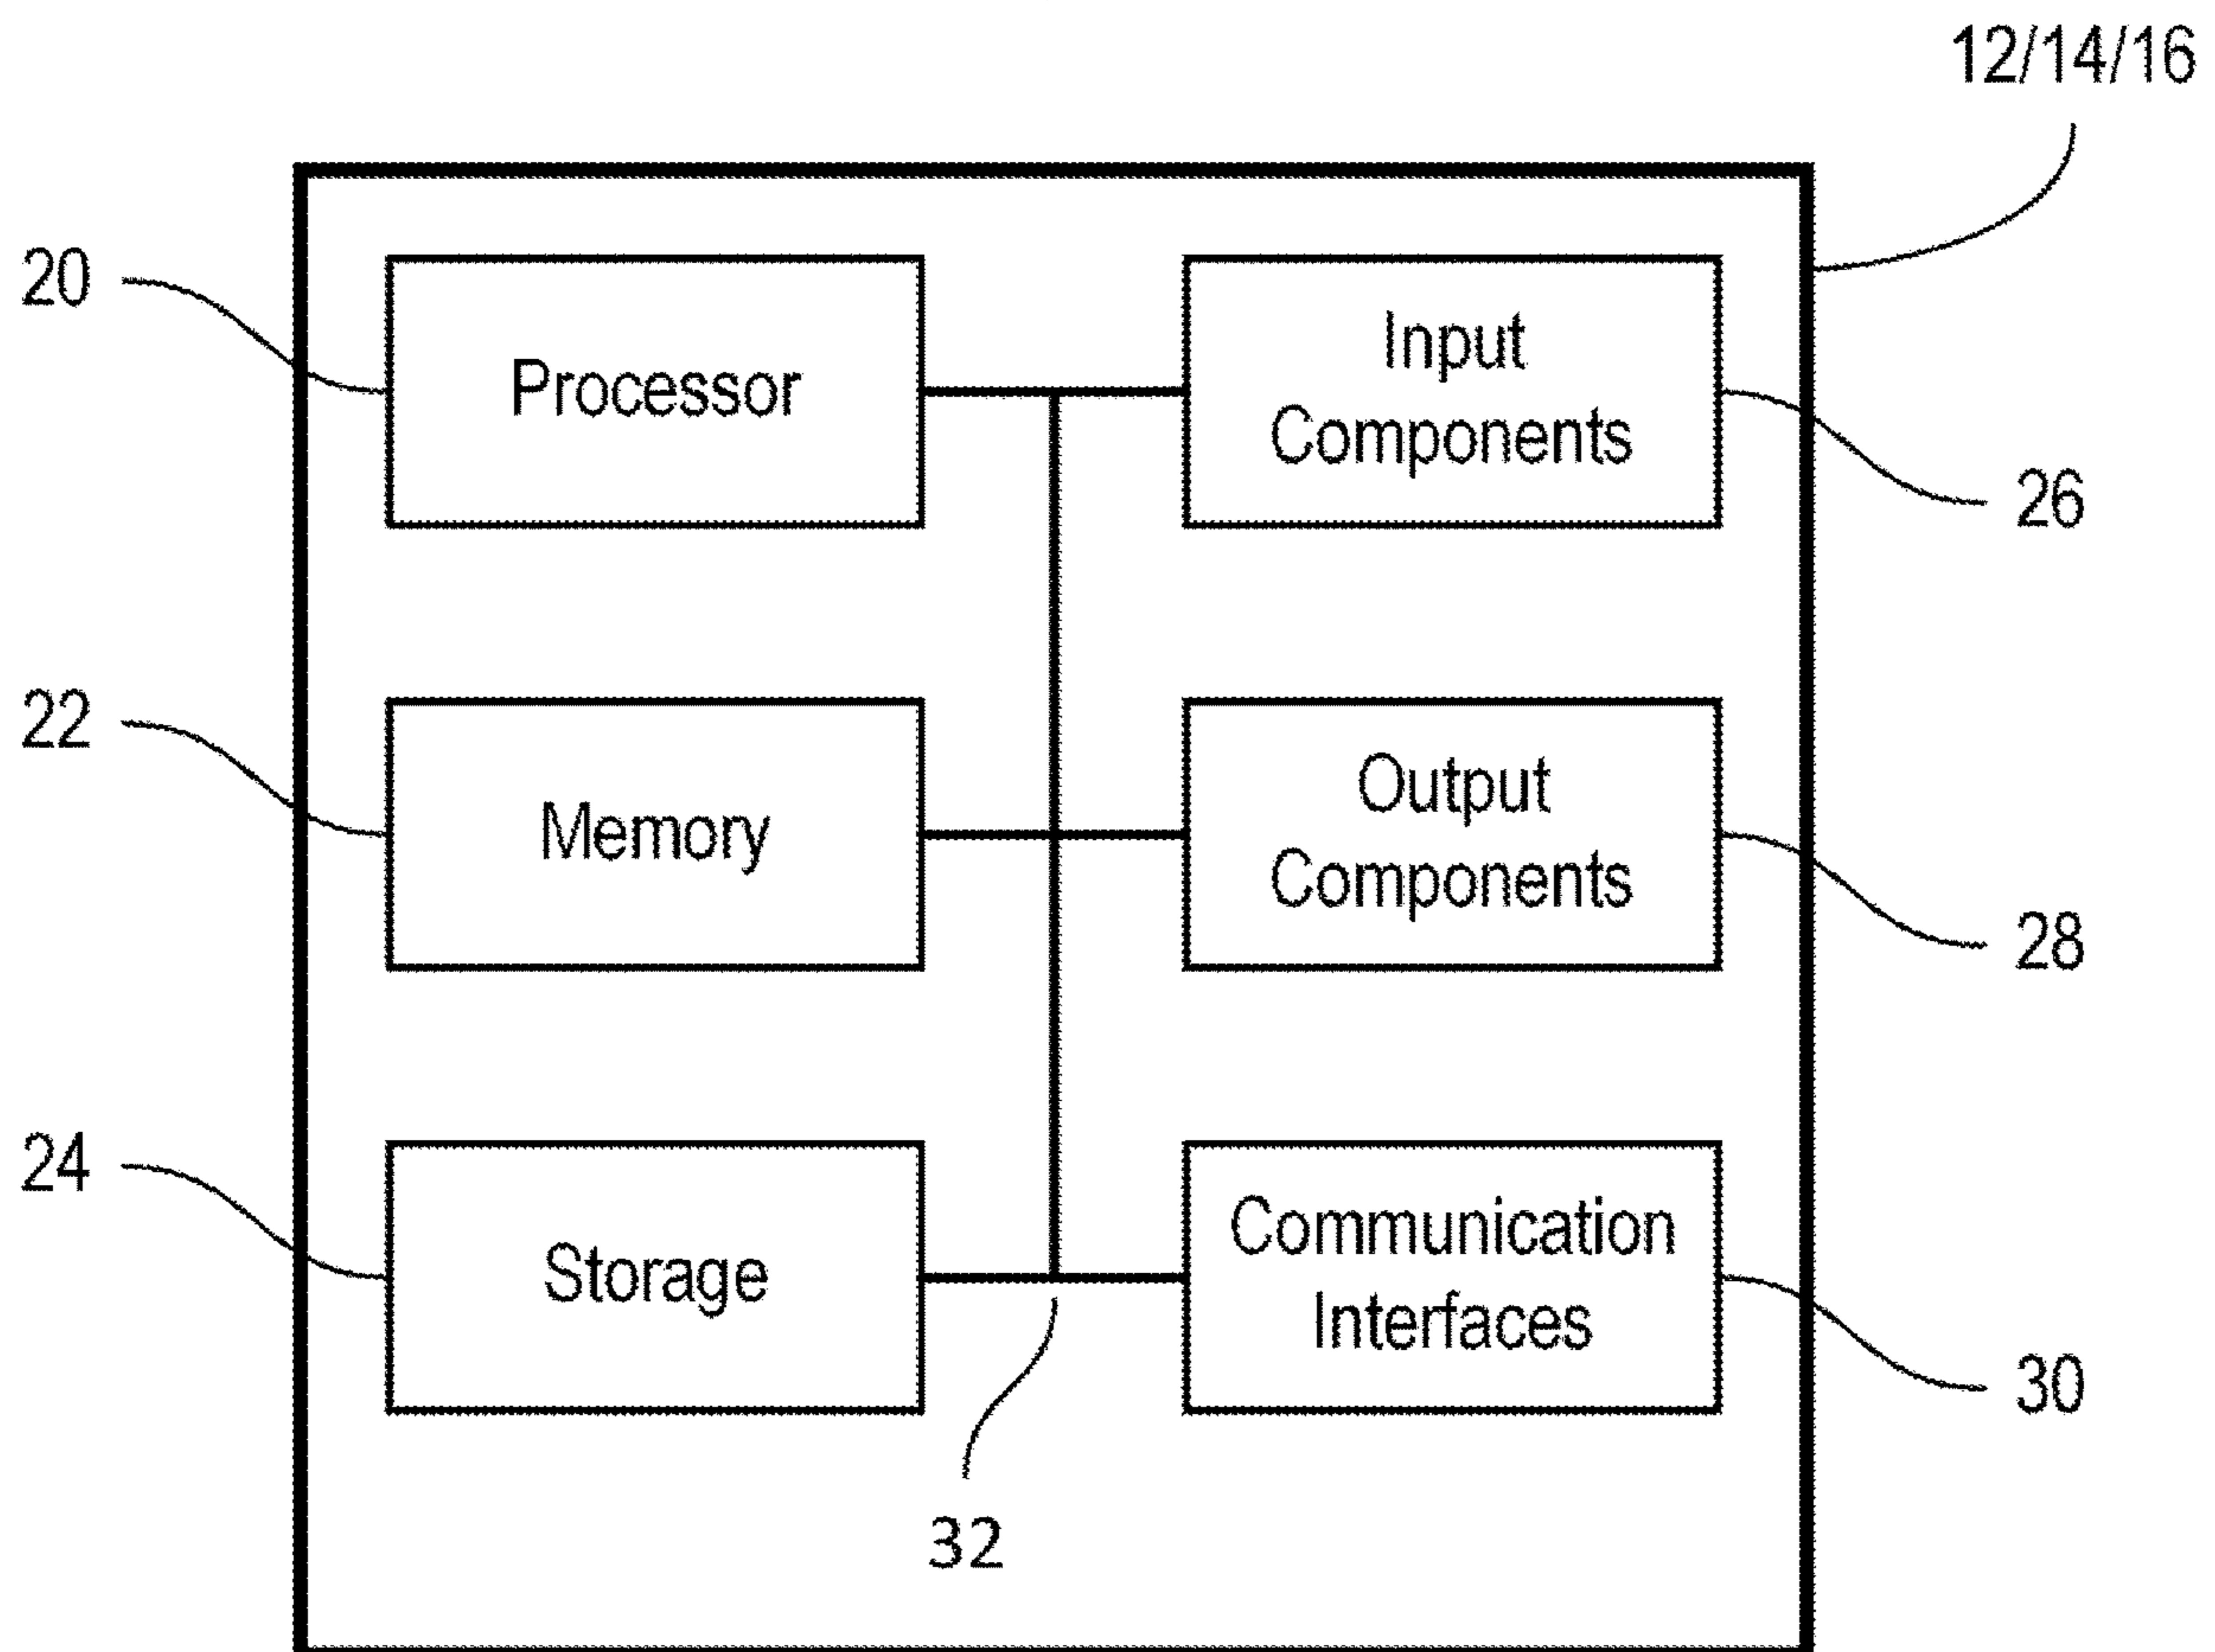 12/14/16
20
Processor
Input
Components
26
22
Memory
Output
Components
28
24
Storage
Communication
Interfaces
30
32